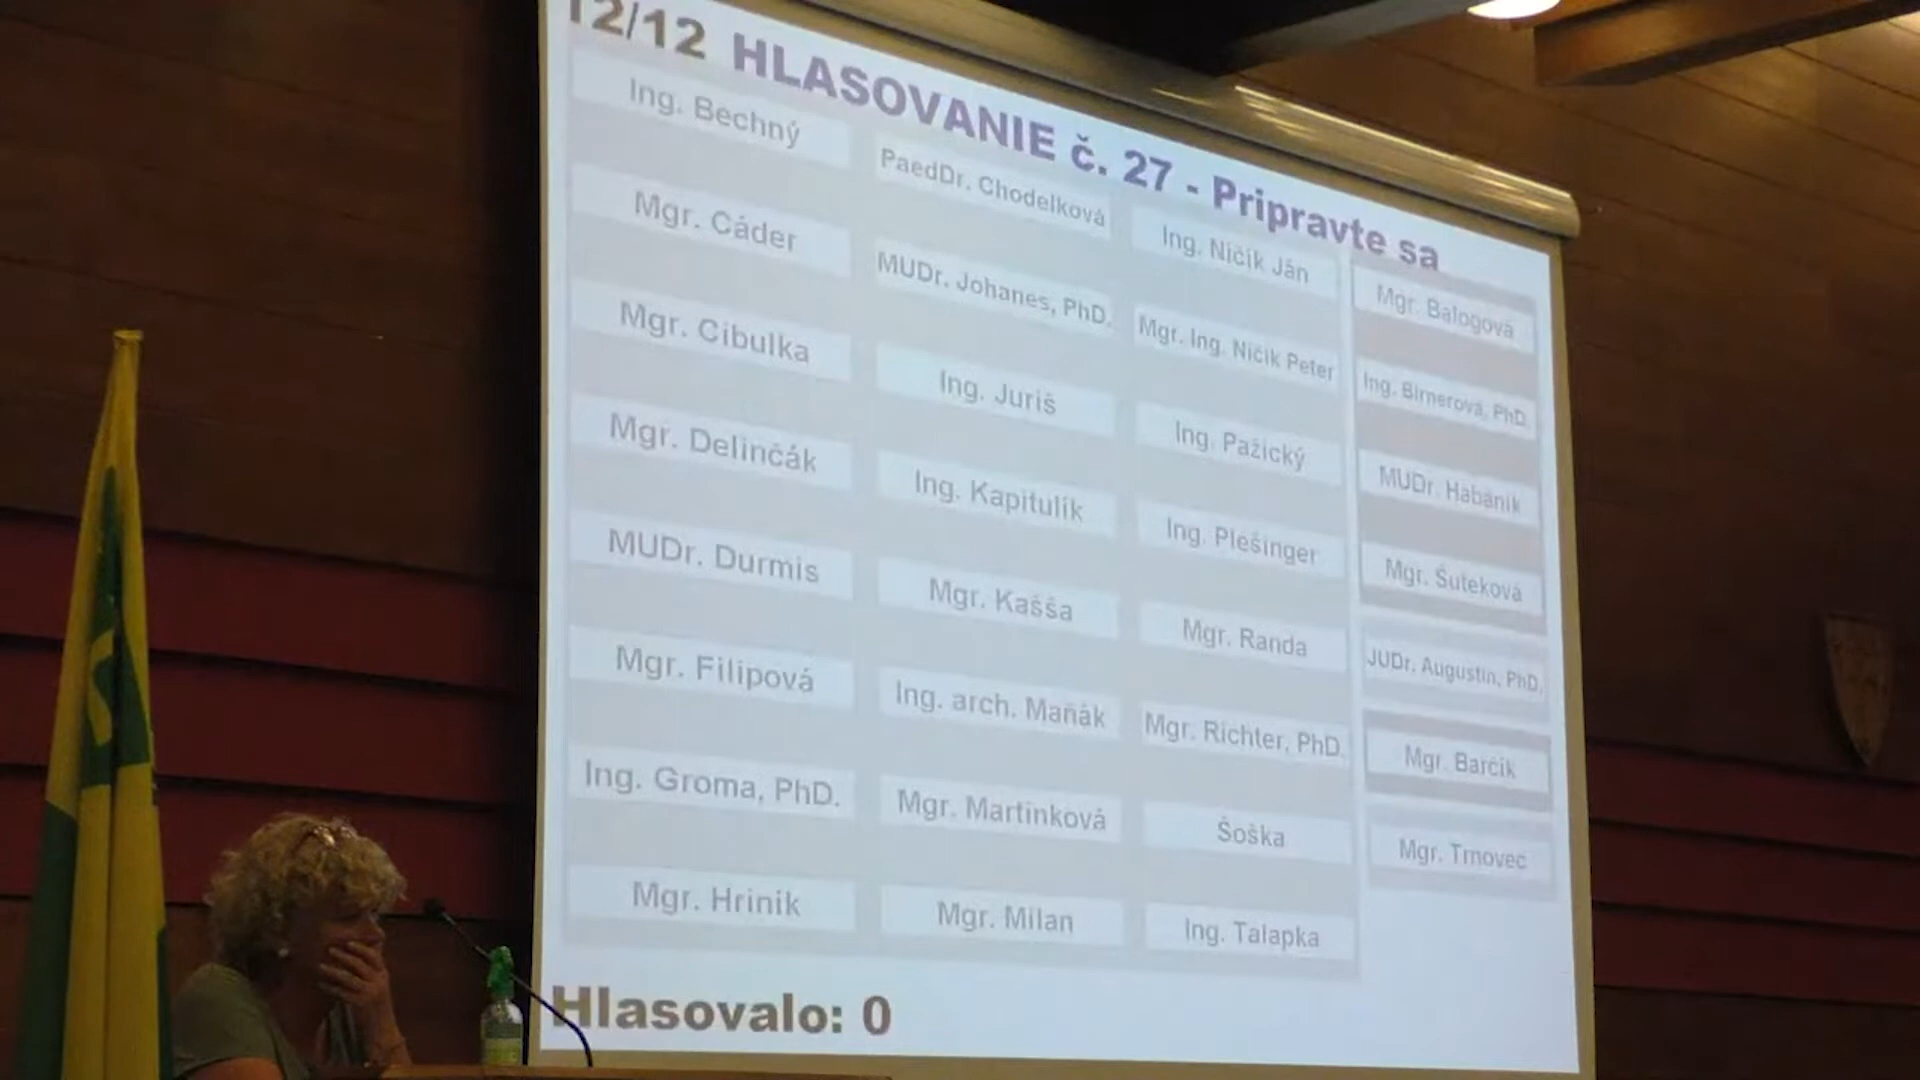 12/12 HLASOVANIE č. 27 - Pripravte sa
Ing. Bechný
Mgr. Cáder
Mgr. Cibulka
Mgr. Delinčák
MUDr. Durmis
Mgr. Filipová
Ing. Groma, PhD.
Mgr. Hriník
PaedDr. Chodelková
MUDr. Johanes, PhD.
Ing. Juriš
Ing. Kapitulík
Mgr. Kašša
Ing. arch. Maňák
Mgr. Martinková
Mgr. Milan
Ing. Ničík Ján
Mgr. Ing. Ničík Peter
Ing. Pažický
Ing. Plešinger
Mgr. Randa
Mgr. Richter, PhD.
Šoška
Ing. Talapka
Mgr. Balogová
Ing. Birnerová, PhD.
MUDr. Habánik
Mgr. Šuteková
JUDr. Augustín, PhD.
Mgr. Barčík
Mgr. Trnovec
Hlasovalo: 0